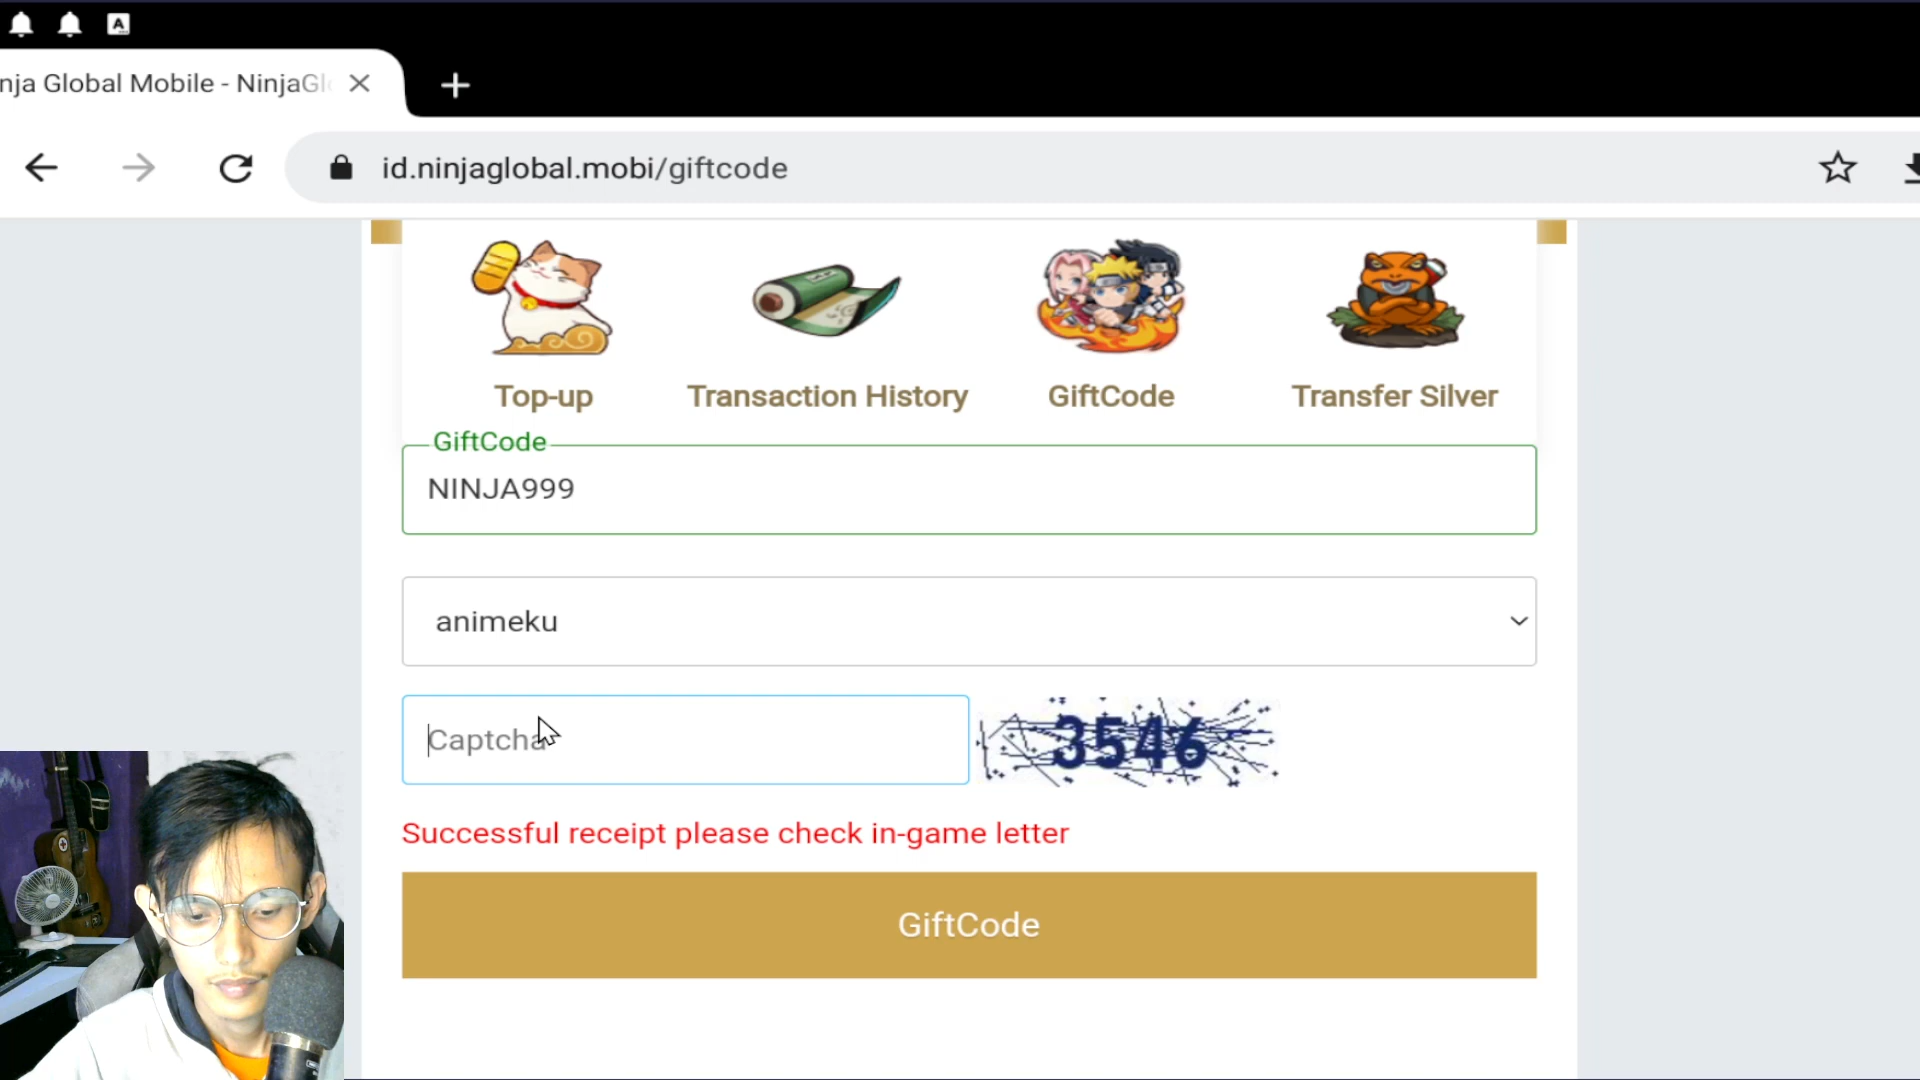 nja Global Mobile - NinjaGl
id.ninjaglobal.mobi/giftcode
Top-up
Transaction History
GiftCode
Transfer Silver
GiftCode
NINJA999
animeku
Captcha
3546
Successful receipt please check in-game letter
GiftCode